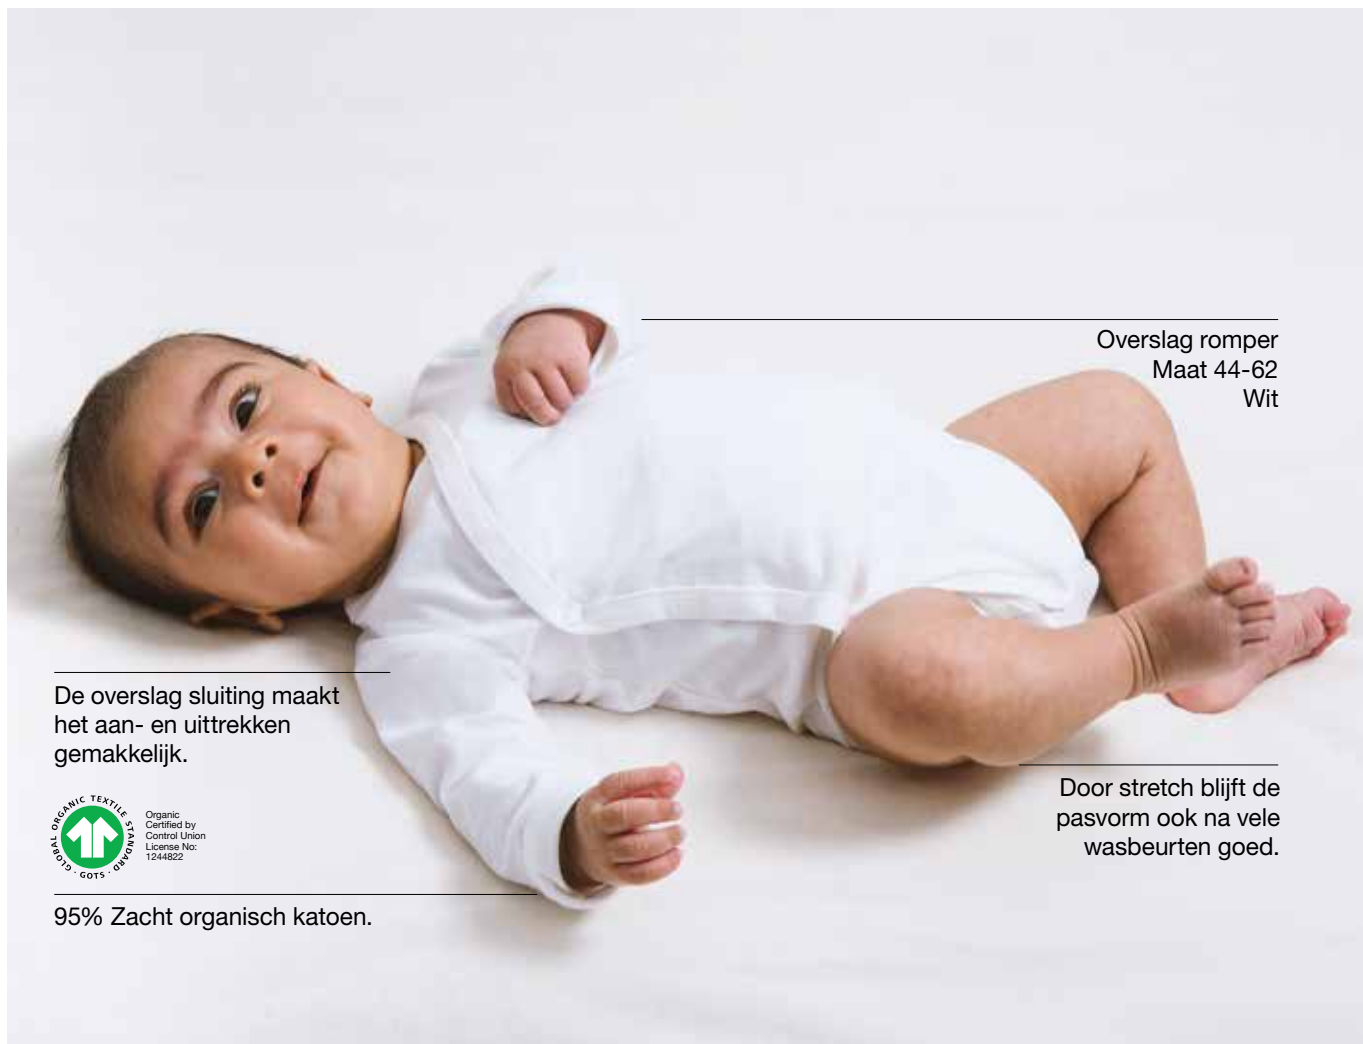 Overslag romper
Maat 44-62
Wit
De overslag sluiting maakt
het aan- en uittrekken
gemakkelijk.
GLOBAL ORGANIC TEXTILE STANDARD · GOTS ·
Organic
Certified by
Control Union
License No:
1244822
Door stretch blijft de
pasvorm ook na vele
wasbeurten goed.
95% Zacht organisch katoen.